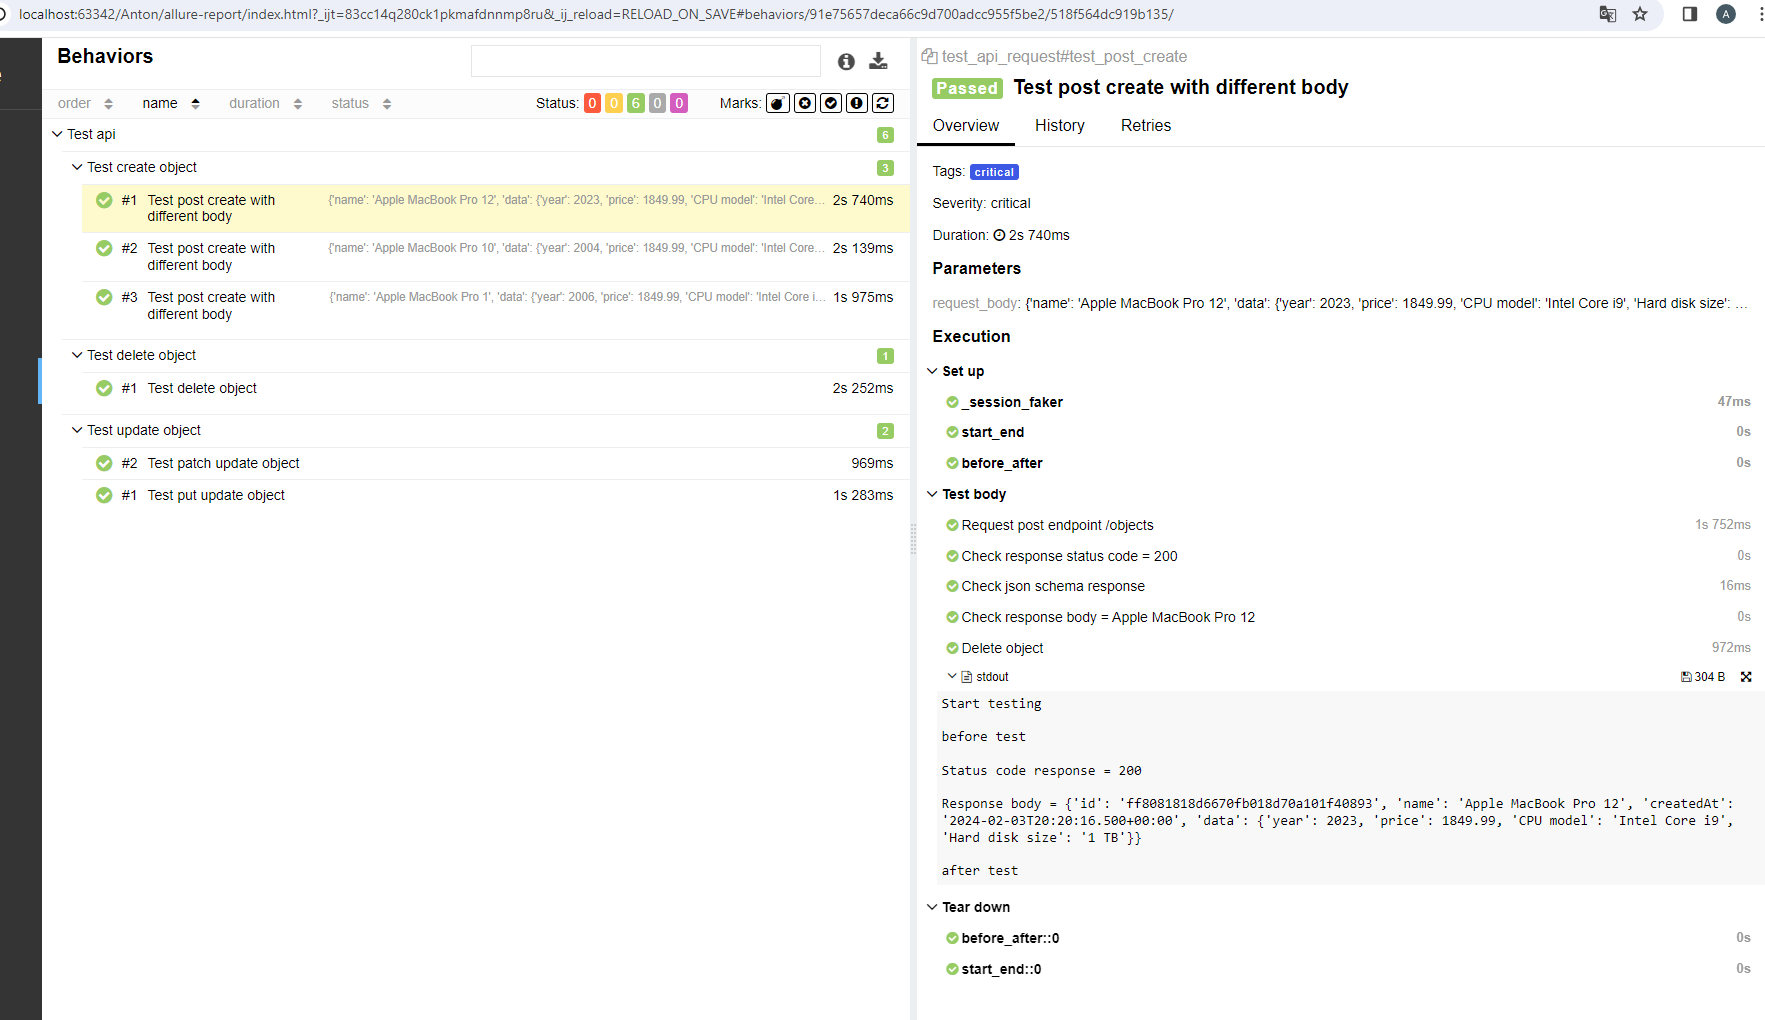 localhost:63342/Anton/allure-report/index.html?_ijt=83cc14q280ck1pkmafdnnmp8ru&_ij_reload=RELOAD_ON_SAVE#behaviors/91e75657deca66c9d700adcc955f5be2/518f564dc919b135/
A
Behaviors
order name duration status Status: 0 0 6 0 0 Marks:
Test api 6
Test create object 3
#1 Test post create with different body {'name': 'Apple MacBook Pro 12', 'data': {'year': 2023, 'price': 1849.99, 'CPU model': 'Intel Core... 2s 740ms
#2 Test post create with different body {'name': 'Apple MacBook Pro 10', 'data': {'year': 2004, 'price': 1849.99, 'CPU model': 'Intel Core... 2s 139ms
#3 Test post create with different body {'name': 'Apple MacBook Pro 1', 'data': {'year': 2006, 'price': 1849.99, 'CPU model': 'Intel Core i... 1s 975ms
Test delete object 1
#1 Test delete object 2s 252ms
Test update object 2
#2 Test patch update object 969ms
#1 Test put update object 1s 283ms
test_api_request#test_post_create
Passed Test post create with different body
Overview History Retries
Tags: critical
Severity: critical
Duration: 2s 740ms
Parameters
request_body: {'name': 'Apple MacBook Pro 12', 'data': {'year': 2023, 'price': 1849.99, 'CPU model': 'Intel Core i9', 'Hard disk size': ...
Execution
Set up
_session_faker 47ms
start_end 0s
before_after 0s
Test body
Request post endpoint /objects 1s 752ms
Check response status code = 200 0s
Check json schema response 16ms
Check response body = Apple MacBook Pro 12 0s
Delete object 972ms
stdout 304 B
Start testing
before test
Status code response = 200
Response body = {'id': 'ff8081818d6670fb018d70a101f40893', 'name': 'Apple MacBook Pro 12', 'createdAt':
'2024-02-03T20:20:16.500+00:00', 'data': {'year': 2023, 'price': 1849.99, 'CPU model': 'Intel Core i9',
'Hard disk size': '1 TB'}}
after test
Tear down
before_after::0 0s
start_end::0 0s